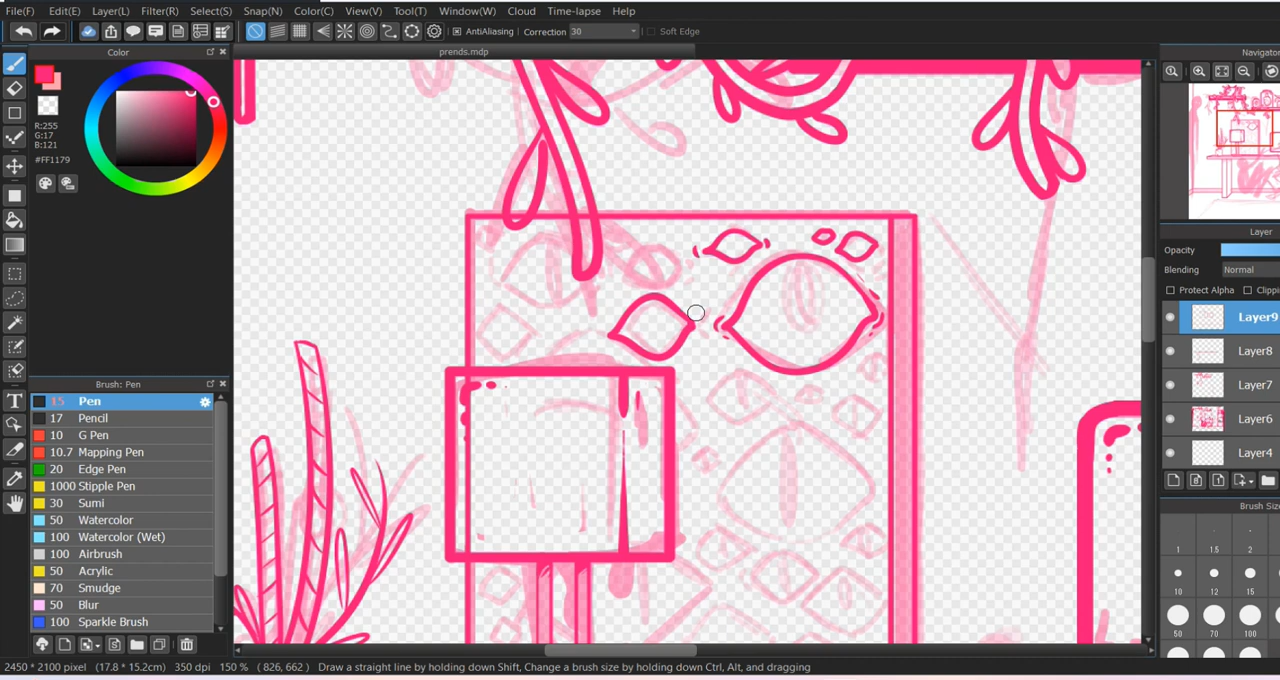 File(F) Edit(E) Layer(L) Filter(R) Select(S) Snap(N) Color(C) View(V) Tool(T) Window(W) Cloud Time-lapse Help
AntiAliasing Correction 30 Soft Edge
Color prends.mdp Navigator
R:255
G:17
B:121
#FF1179
Layer
Opacity
Blending Normal
Protect Alpha Clippi
Layer9
Layer8
Layer7
Layer6
Layer4
Brush: Pen
15 Pen
17 Pencil
10 G Pen
10.7 Mapping Pen
20 Edge Pen
1000 Stipple Pen
30 Sumi
50 Watercolor
100 Watercolor (Wet)
100 Airbrush
50 Acrylic
70 Smudge
50 Blur
100 Sparkle Brush
Brush Size
1 1.5 2
10 12 15
50 70 100
2450 * 2100 pixel (17.8 * 15.2cm) 350 dpi 150 % ( 826, 662 ) Draw a straight line by holding down Shift, Change a brush size by holding down Ctrl, Alt, and dragging